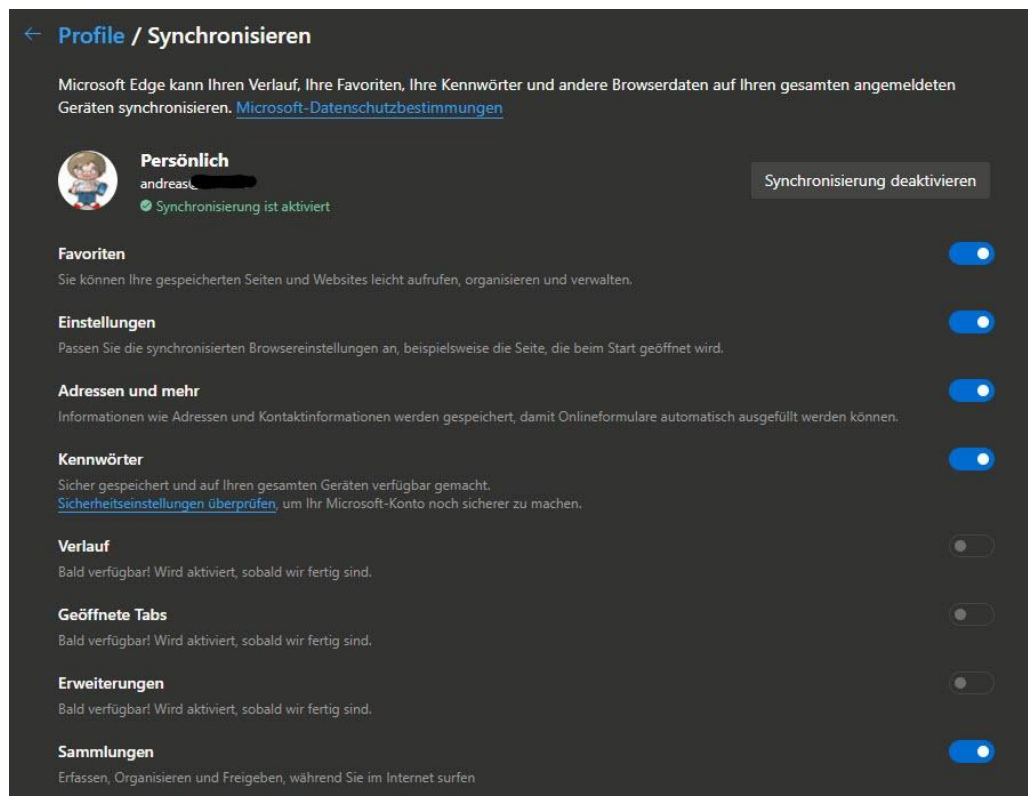 Profile / Synchronisieren
Microsoft Edge kann Ihren Verlauf, Ihre Favoriten, Ihre Kennwörter und andere Browserdaten auf Ihren gesamten angemeldeten
Geräten synchronisieren. Microsoft-Datenschutzbestimmungen
Persönlich
andreas
Synchronisierung ist aktiviert
Synchronisierung deaktivieren
Favoriten
Sie können Ihre gespeicherten Seiten und Websites leicht aufrufen, organisieren und verwalten.
Einstellungen
Passen Sie die synchronisierten Browsereinstellungen an, beispielsweise die Seite, die beim Start geöffnet wird.
Adressen und mehr
Informationen wie Adressen und Kontaktinformationen werden gespeichert, damit Onlineformulare automatisch ausgefüllt werden können.
Kennwörter
Sicher gespeichert und auf Ihren gesamten Geräten verfügbar gemacht.
Sicherheitseinstellungen überprüfen, um Ihr Microsoft-Konto noch sicherer zu machen.
Verlauf
Bald verfügbar! Wird aktiviert, sobald wir fertig sind.
Geöffnete Tabs
Bald verfügbar! Wird aktiviert, sobald wir fertig sind.
Erweiterungen
Bald verfügbar! Wird aktiviert, sobald wir fertig sind.
Sammlungen
Erfassen, Organisieren und Freigeben, während Sie im Internet surfen